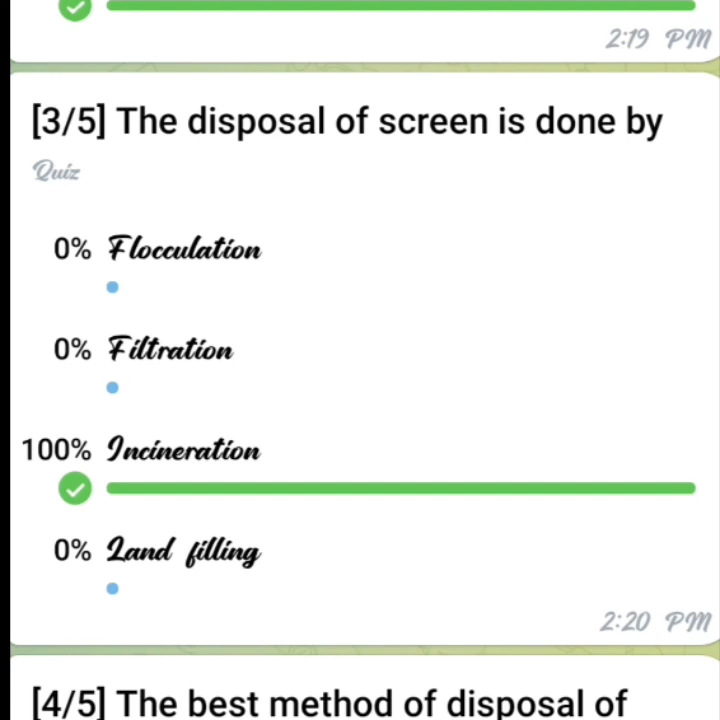 2:19 PM
[3/5] The disposal of screen is done by
Quiz
0% Flocculation
0% Filtration
100% Incineration
0% Land filling
2:20 PM
[4/5] The best method of disposal of